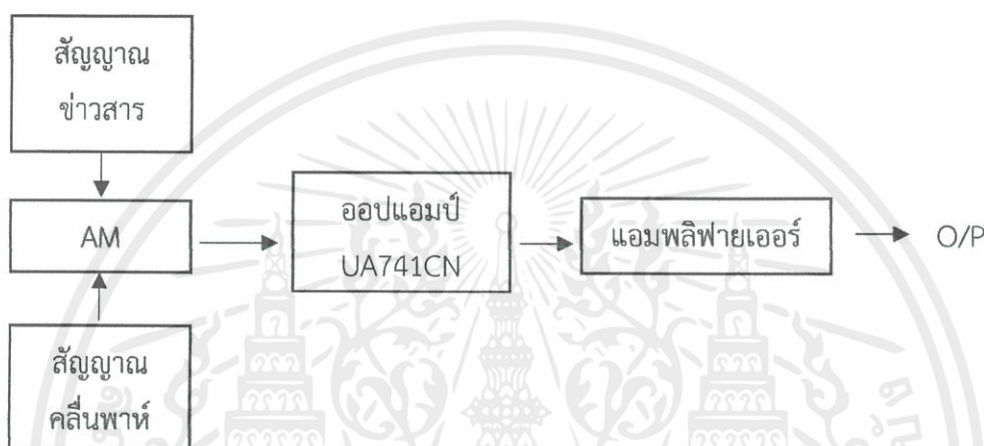 สัญญาณ
ข่าวสาร
AM
ออปแอมป์
UA741CN
แอมพลิฟายเออร์
O/P
สัญญาณ
คลื่นพาห์